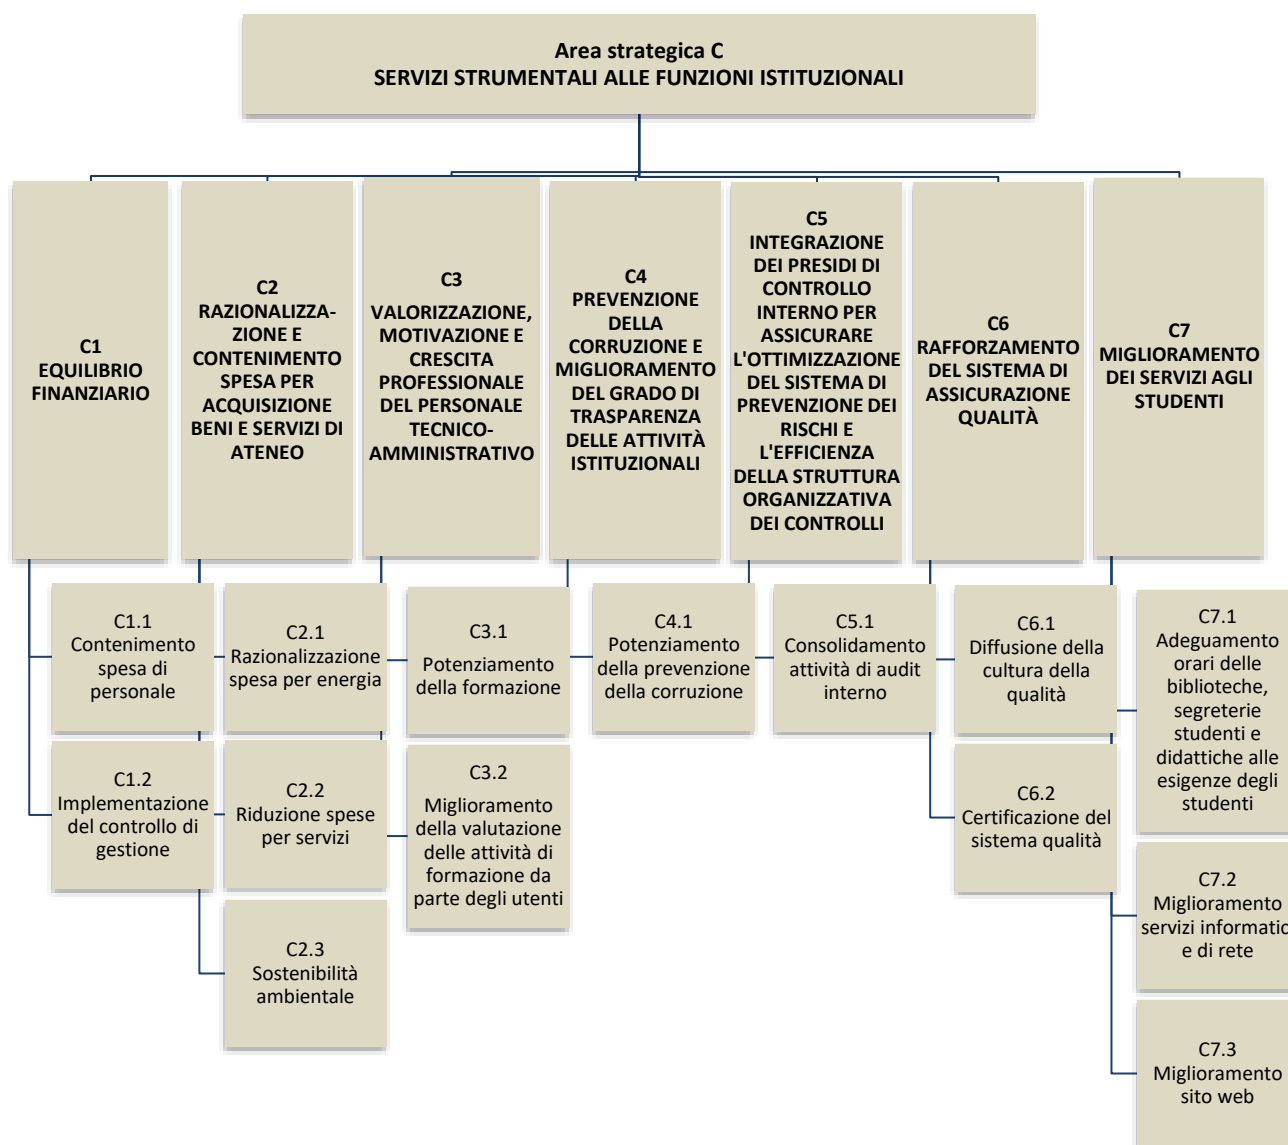 Area strategica C
SERVIZI STRUMENTALI ALLE FUNZIONI ISTITUZIONALI
C1
EQUILIBRIO
FINANZIARIO
C2
RAZIONALIZZA-
ZIONE E
CONTENIMENTO
SPESA PER
ACQUISIZIONE
BENI E SERVIZI DI
ATENEO
C3
VALORIZZAZIONE,
MOTIVAZIONE E
CRESCITA
PROFESSIONALE
DEL PERSONALE
TECNICO-
AMMINISTRATIVO
C4
PREVENZIONE
DELLA
CORRUZIONE E
MIGLIORAMENTO
DEL GRADO DI
TRASPARENZA
DELLE ATTIVITÀ
ISTITUZIONALI
C5
INTEGRAZIONE
DEI PRESIDI DI
CONTROLLO
INTERNO PER
ASSICURARE
L'OTTIMIZZAZIONE
DEL SISTEMA DI
PREVENZIONE DEI
RISCHI E
L'EFFICIENZA
DELLA STRUTTURA
ORGANIZZATIVA
DEI CONTROLLI
C6
RAFFORZAMENTO
DEL SISTEMA DI
ASSICURAZIONE
QUALITÀ
C7
MIGLIORAMENTO
DEI SERVIZI AGLI
STUDENTI
C1.1
Contenimento
spesa di
personale
C1.2
Implementazione
del controllo di
gestione
C2.1
Razionalizzazione
spesa per energia
C2.2
Riduzione spese
per servizi
C2.3
Sostenibilità
ambientale
C3.1
Potenziamento
della formazione
C3.2
Miglioramento
della valutazione
delle attività di
formazione da
parte degli utenti
C4.1
Potenziamento
della prevenzione
della corruzione
C5.1
Consolidamento
attività di audit
interno
C6.1
Diffusione della
cultura della
qualità
C6.2
Certificazione del
sistema qualità
C7.1
Adeguamento
orari delle
biblioteche,
segreterie
studenti e
didattiche alle
esigenze degli
studenti
C7.2
Miglioramento
servizi informatic
e di rete
C7.3
Miglioramento
sito web